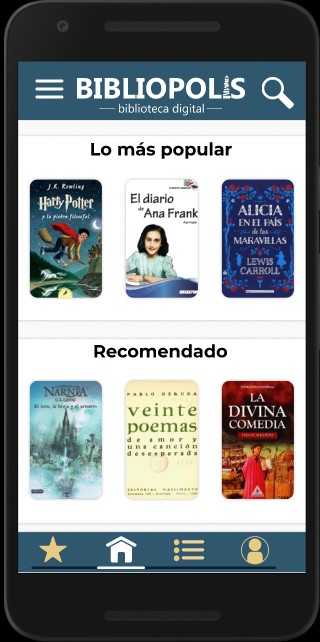 BIBLIOPOLIS
biblioteca digital
Lo más popular
J.K. Rowling
Harry Potter
y la piedra filosofal
El diario
de Ana Frank
ALICIA
EN EL PAÍS
de las
MARAVILLAS
LEWIS
CARROLL
Recomendado
NARNIA
El león, la bruja y el armario
PABLO NERUDA
veinte
poemas
de amor y
una canción
desesperada
LA
DIVINA
COMEDIA